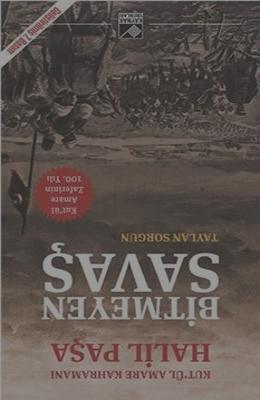 KUT'ÜL AMARE KAHRAMANI
HALİL PAŞA
BİTMEYEN
SAVAŞ
TAYLAN SORGUN
Kut'ül
Amare
Zaferinin
100. Yılı